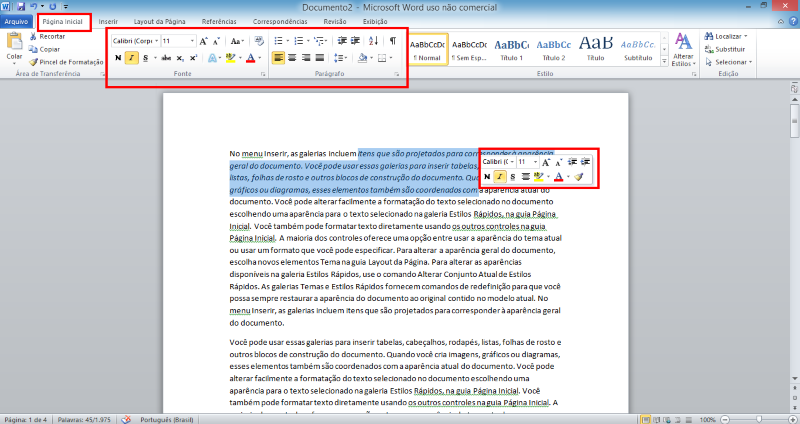 Documento2 - Microsoft Word uso não comercial
Arquivo Página Inicial Inserir Layout da Página Referências Correspondências Revisão Exibição
Colar
Recortar
Copiar
Pincel de Formatação
Área de Transferência
Calibri (Corpo 11 Aa
N I S abc x₂ x² A ab A
Fonte
Parágrafo
AaBbCcDc AaBbCcDc AaBbC AaBbCc AaB AaBbCc
¶ Normal ¶ Sem Esp... Título 1 Título 2 Título Subtítulo
Alterar Estilos
Estilo
Localizar
Substituir
Selecionar
Edição
No menu Inserir, as galerias incluem itens que são projetados para corresponder à aparência
geral do documento. Você pode usar essas galerias para inserir tabelas,
listas, folhas de rosto e outros blocos de construção do documento.
gráficos ou diagramas, esses elementos também são coordenados com a aparência atual do
documento. Você pode alterar facilmente a formatação do texto selecionado no documento
escolhendo uma aparência para o texto selecionado na galeria Estilos Rápidos, na guia Página
Inicial. Você também pode formatar texto diretamente usando os outros controles na guia
Página Inicial. A maioria dos controles oferece uma opção entre usar a aparência do tema atual
ou usar um formato que você pode especificar. Para alterar a aparência geral do documento,
escolha novos elementos Tema na guia Layout da Página. Para alterar as aparências
disponíveis na galeria Estilos Rápidos, use o comando Alterar Conjunto Atual de Estilos
Rápidos. As galerias Temas e Estilos Rápidos fornecem comandos de redefinição para que você
possa sempre restaurar a aparência do documento ao original contido no modelo atual. No
menu Inserir, as galerias incluem itens que são projetados para corresponder à aparência geral
do documento.
Calibri (C 11
N I S ab A
Você pode usar essas galerias para inserir tabelas, cabeçalhos, rodapés, listas, folhas de rosto e
outros blocos de construção do documento. Quando você cria imagens, gráficos ou diagramas,
esses elementos também são coordenados com a aparência atual do documento. Você pode
alterar facilmente a formatação do texto selecionado no documento escolhendo uma
aparência para o texto selecionado na galeria Estilos Rápidos, na guia Página Inicial. Você
também pode formatar texto diretamente usando os outros controles na guia Página Inicial. A
Página: 1 de 4 Palavras: 45/1.975 Português (Brasil) 100%